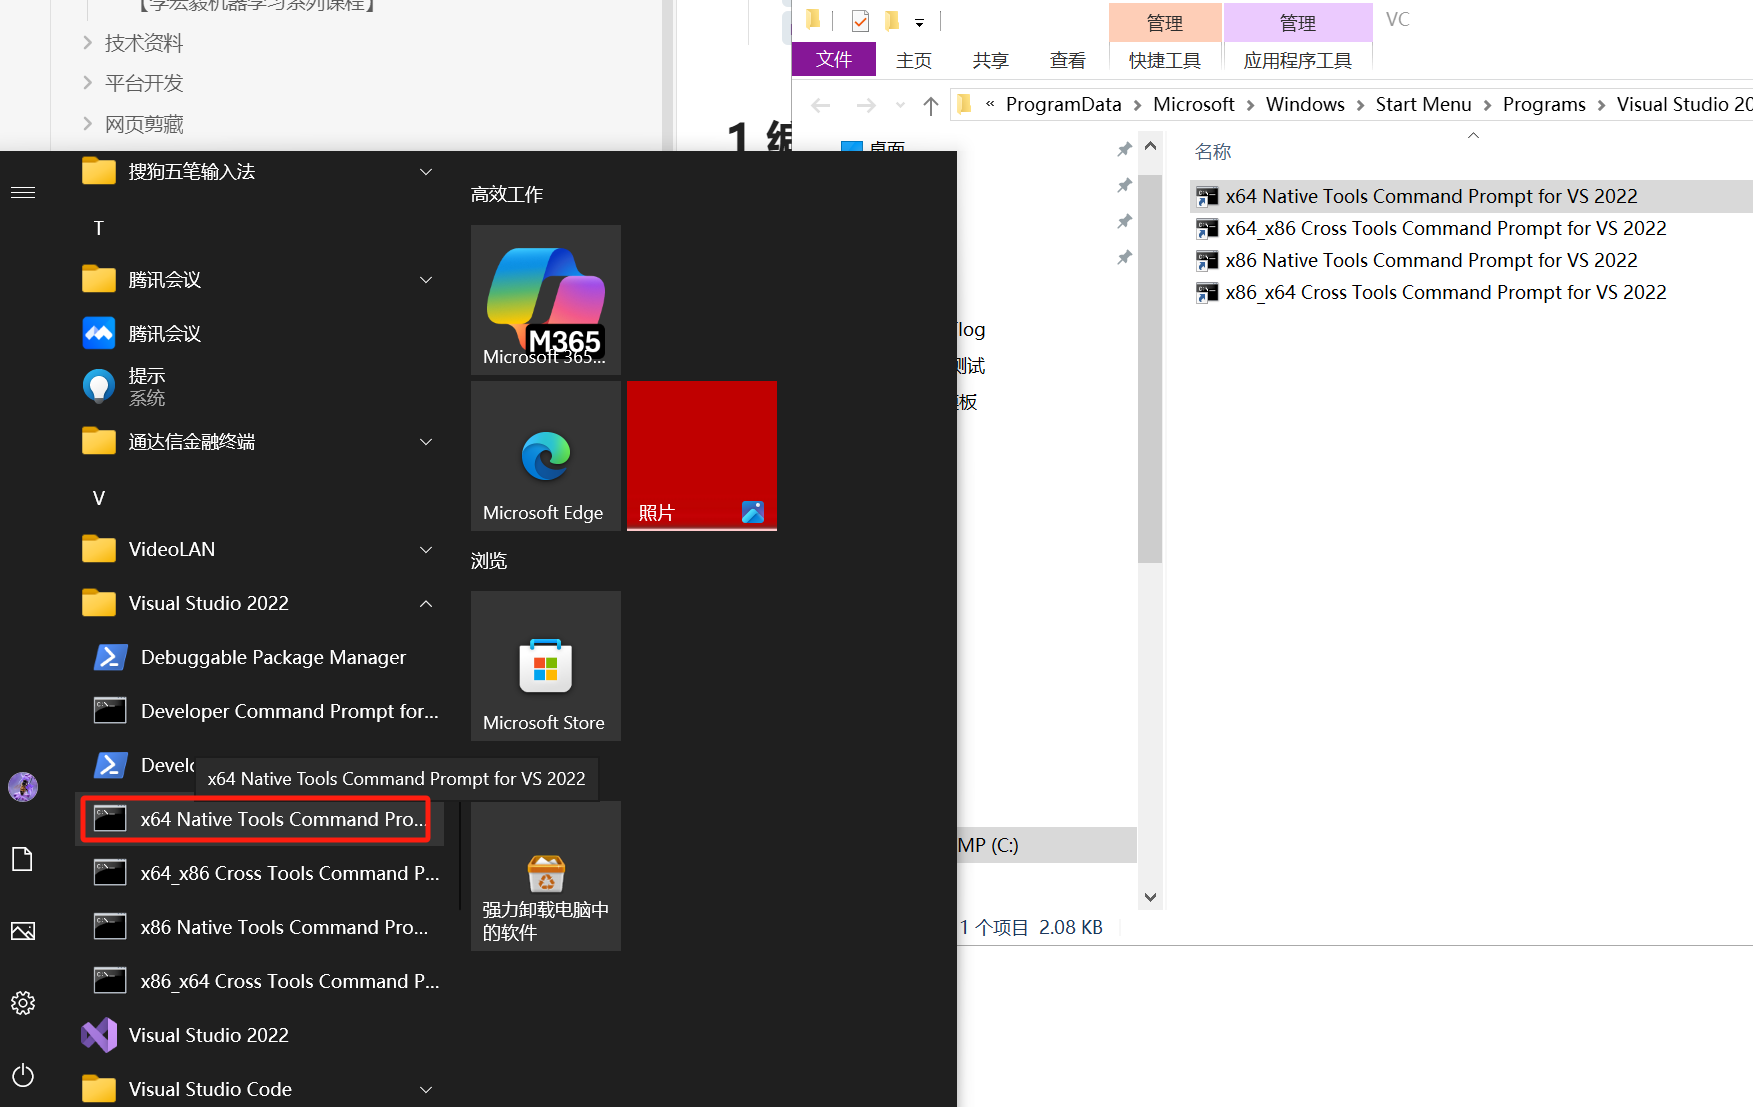 【李宏毅机器学习系列课程】
技术资料
平台开发
网页剪藏
搜狗五笔输入法
T
腾讯会议
腾讯会议
提示
系统
通达信金融终端
V
VideoLAN
Visual Studio 2022
Debuggable Package Manager
Developer Command Prompt for...
Develo
x64 Native Tools Command Prompt for VS 2022
x64 Native Tools Command Pro...
x64_x86 Cross Tools Command P...
x86 Native Tools Command Pro...
x86_x64 Cross Tools Command P...
Visual Studio 2022
Visual Studio Code
高效工作
M365
Microsoft 365...
Microsoft Edge
照片
浏览
Microsoft Store
强力卸载电脑中
的软件
1
管理
管理
VC
文件
主页
共享
查看
快捷工具
应用程序工具
« ProgramData > Microsoft > Windows > Start Menu > Programs > Visual Studio 20
桌面
log
测试
模板
MP (C:)
名称
x64 Native Tools Command Prompt for VS 2022
x64_x86 Cross Tools Command Prompt for VS 2022
x86 Native Tools Command Prompt for VS 2022
x86_x64 Cross Tools Command Prompt for VS 2022
1 个项目 2.08 KB